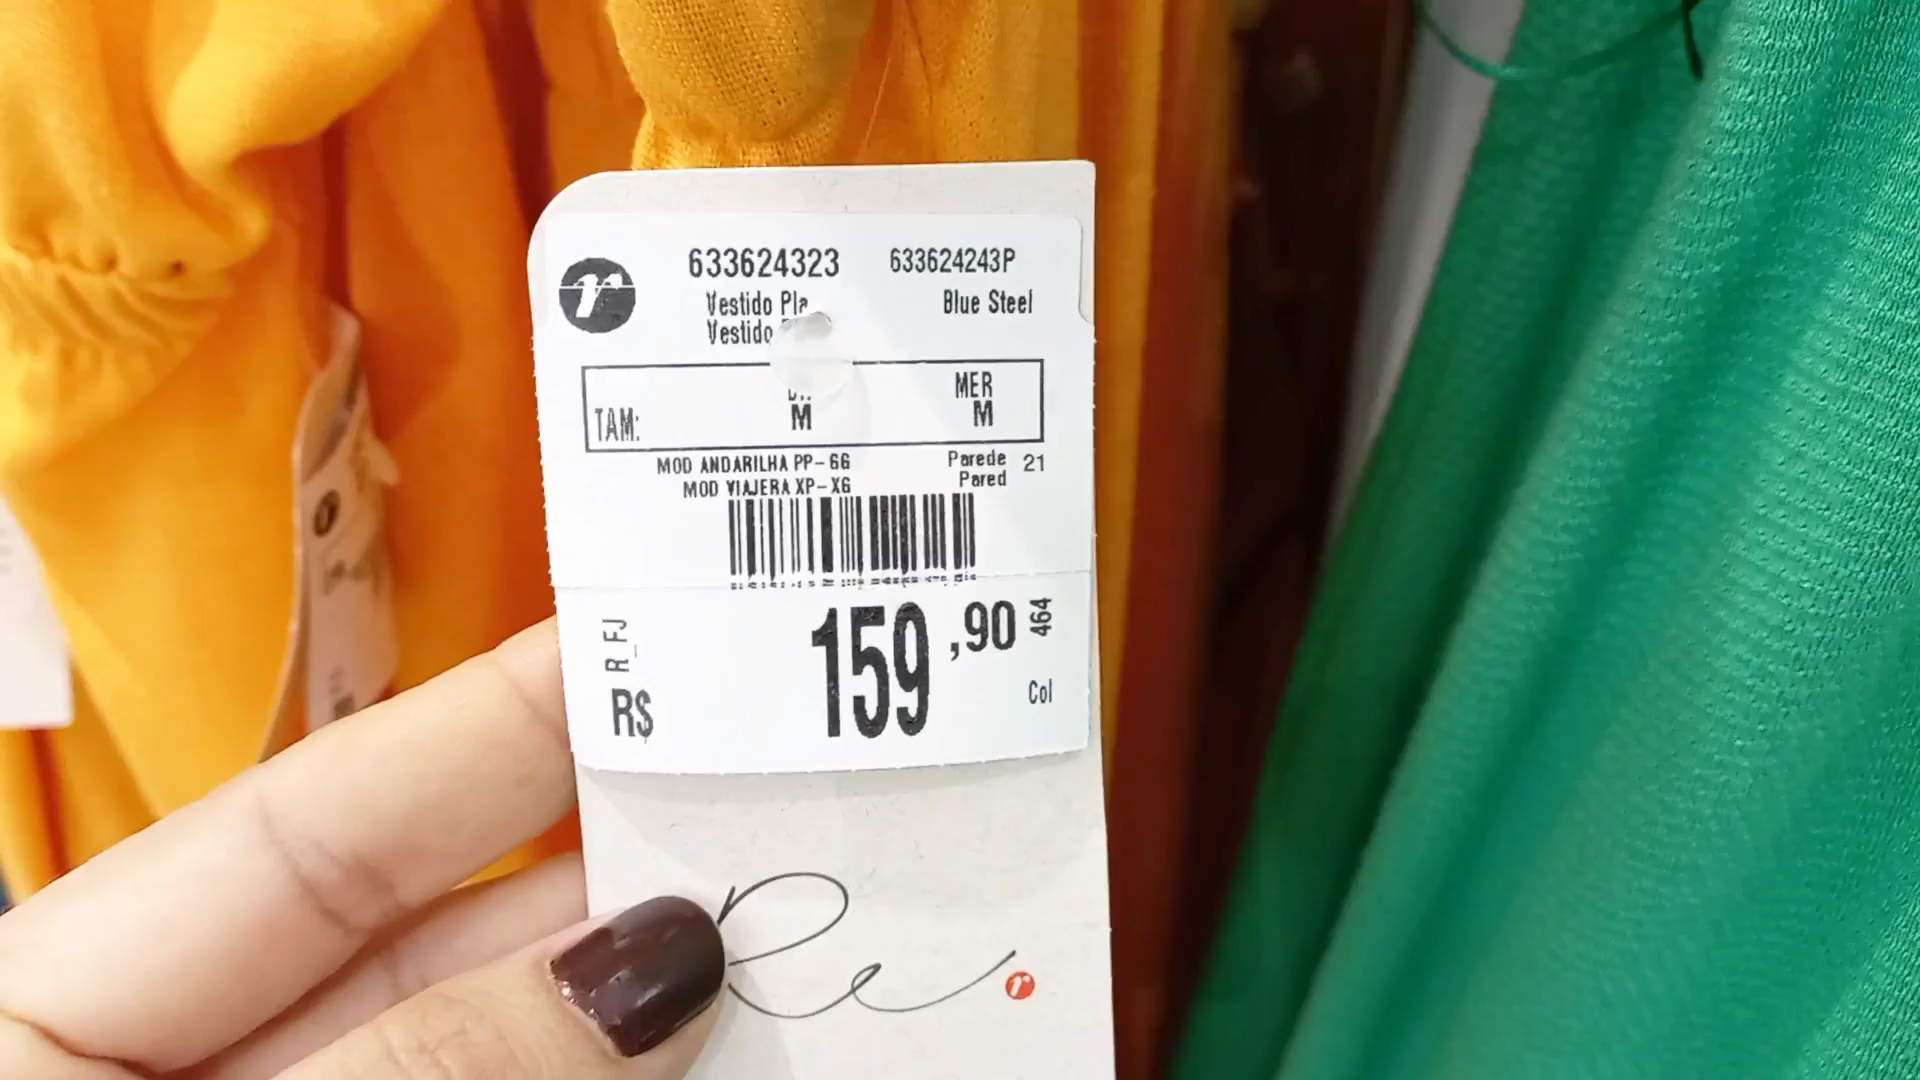 633624323 633624243P
Vestido Pla Blue Steel
Vestido
MER
TAM: M M
MOD ANDARILHA PP-GG Parede 21
MOD VIAJERA XP-XG Pared
R_FJ
R$ 159,90 464
Col
Re